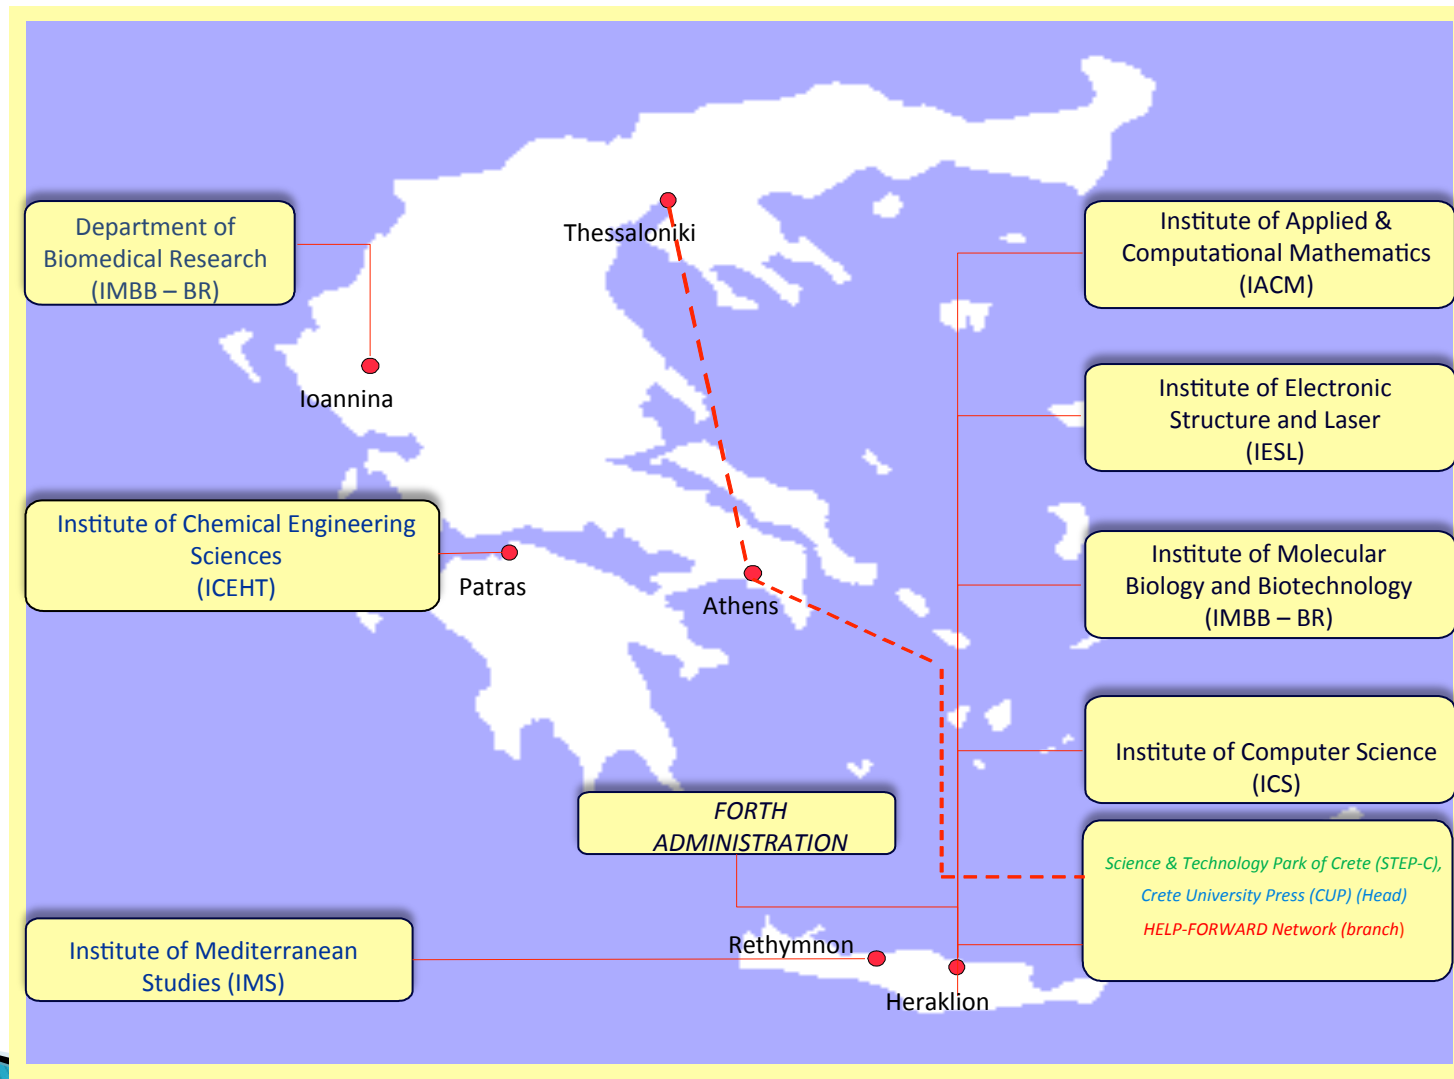 Department of
Biomedical Research
(IMBB – BR)
Thessaloniki
Institute of Applied &
Computational Mathematics
(IACM)
Ioannina
Institute of Electronic
Structure and Laser
(IESL)
Institute of Chemical Engineering
Sciences
(ICEHT)
Patras
Athens
Institute of Molecular
Biology and Biotechnology
(IMBB – BR)
Institute of Computer Science
(ICS)
FORTH
ADMINISTRATION
Science & Technology Park of Crete (STEP-C),
Crete University Press (CUP) (Head)
HELP-FORWARD Network (branch)
Institute of Mediterranean
Studies (IMS)
Rethymnon
Heraklion